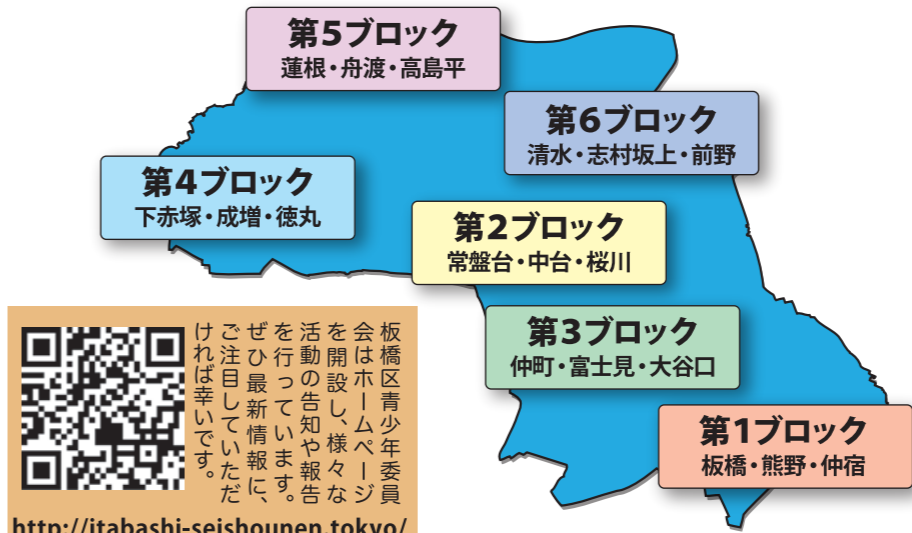 第5ブロック
蓮根・舟渡・高島平
第6ブロック
清水・志村坂上・前野
第4ブロック
下赤塚・成増・徳丸
第2ブロック
常盤台・中台・桜川
第3ブロック
仲町・富士見・大谷口
第1ブロック
板橋・熊野・仲宿
板橋区青少年委員
会はホームページ
を開設し、様々な
活動の告知や報告
を行っています。
ぜひ最新情報に、
ご注目していただ
ければ幸いです。
http://itabashi-seishounen.tokyo/